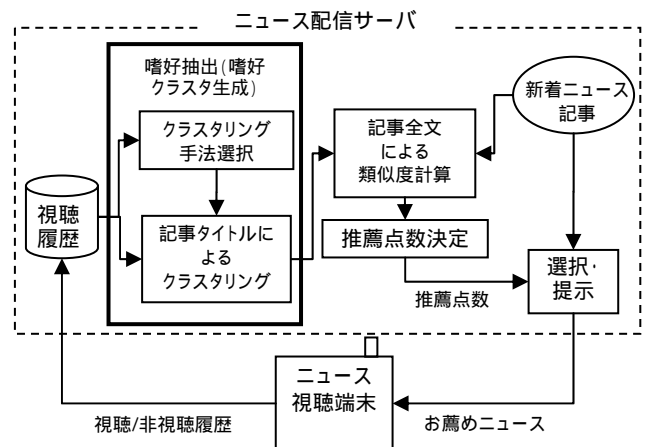 ニュース配信サーバ
嗜好抽出(嗜好
クラスタ生成)
クラスタリング
手法選択
記事タイトルに
よる
クラスタリング
視聴
履歴
記事全文
による
類似度計算
推薦点数決定
推薦点数
新着ニュース
記事
選択・
提示
ニュース
視聴端末
視聴/非視聴履歴
お薦めニュース